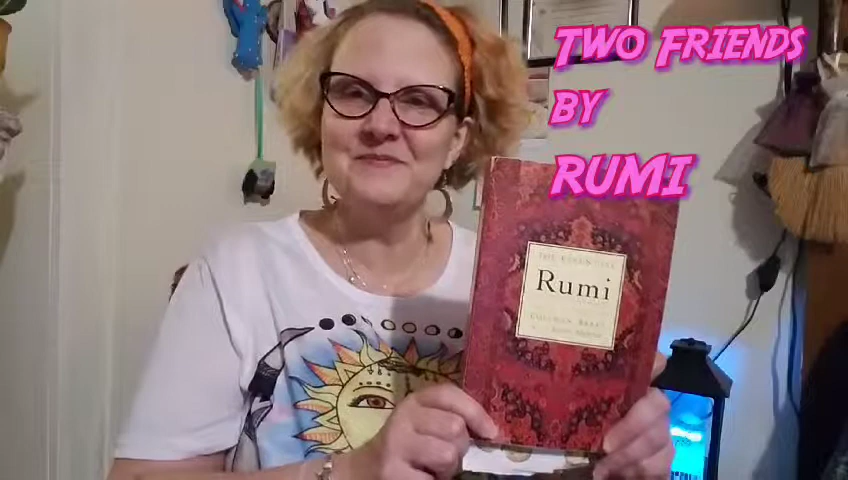 Two Friends
by
Rumi
THE ESSENTIAL
Rumi
COLEMAN BARKS